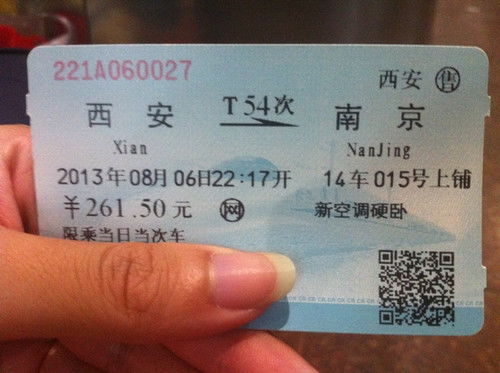 221A060027
西安 售
西安 T54次 南京
Xian NanJing
2013年08月06日22:17开 14车015号上铺
￥261.50元 网 新空调硬卧
限乘当日当次车